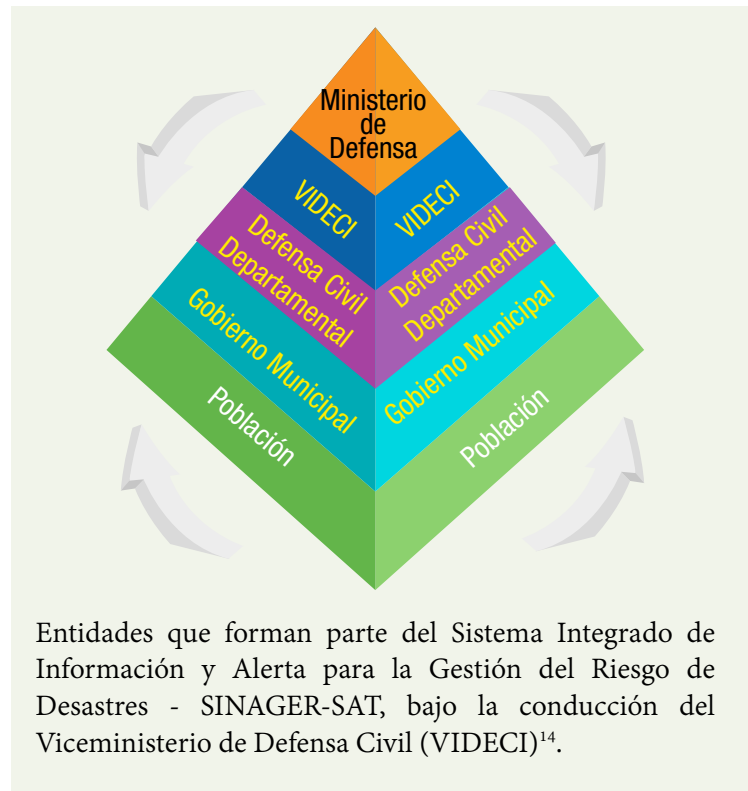 Ministerio
de
Defensa
VIDECI
VIDECI
Defensa Civil
Departamental
Defensa Civil
Departamental
Gobierno Municipal
Gobierno Municipal
Población
Población
Entidades que forman parte del Sistema Integrado de
Información y Alerta para la Gestión del Riesgo de
Desastres - SINAGER-SAT, bajo la conducción del
Viceministerio de Defensa Civil (VIDECI)¹⁴.